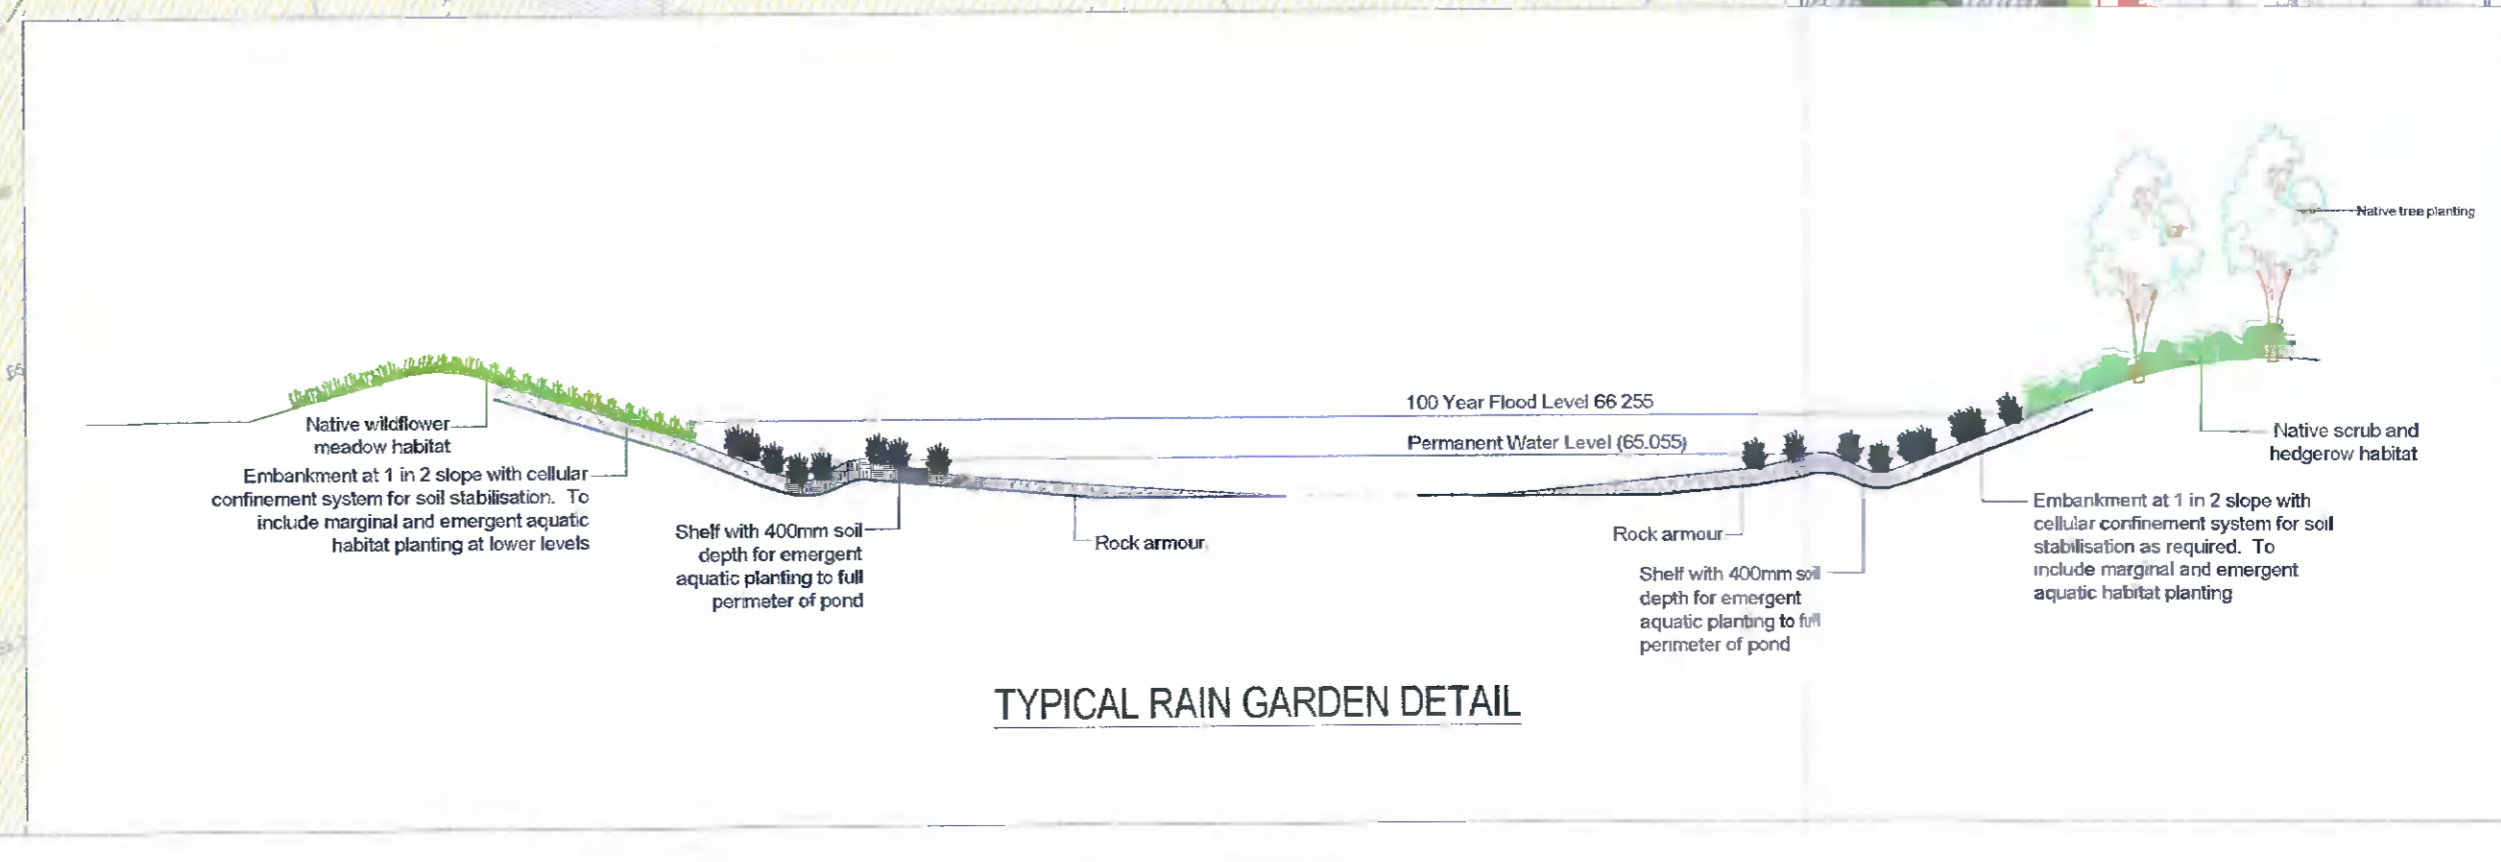 Native tree planting
100 Year Flood Level 66 255
Permanent Water Level (65.055)
Native wildflower
meadow habitat
Embankment at 1 in 2 slope with cellular
confinement system for soil stabilisation. To
include marginal and emergent aquatic
habitat planting at lower levels
Shelf with 400mm soil
depth for emergent
aquatic planting to full
perimeter of pond
Rock armour
Rock armour
Shelf with 400mm soil
depth for emergent
aquatic planting to full
perimeter of pond
Embankment at 1 in 2 slope with
cellular confinement system for soil
stabilisation as required. To
include marginal and emergent
aquatic habitat planting
Native scrub and
hedgerow habitat
TYPICAL RAIN GARDEN DETAIL